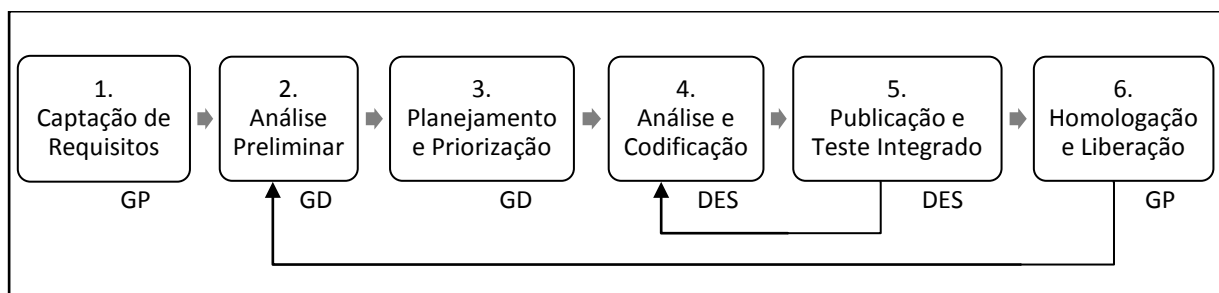 1.
Captação de
Requisitos
GP
2.
Análise
Preliminar
GD
3.
Planejamento
e Priorização
GD
4.
Análise e
Codificação
DES
5.
Publicação e
Teste Integrado
DES
6.
Homologação
e Liberação
GP